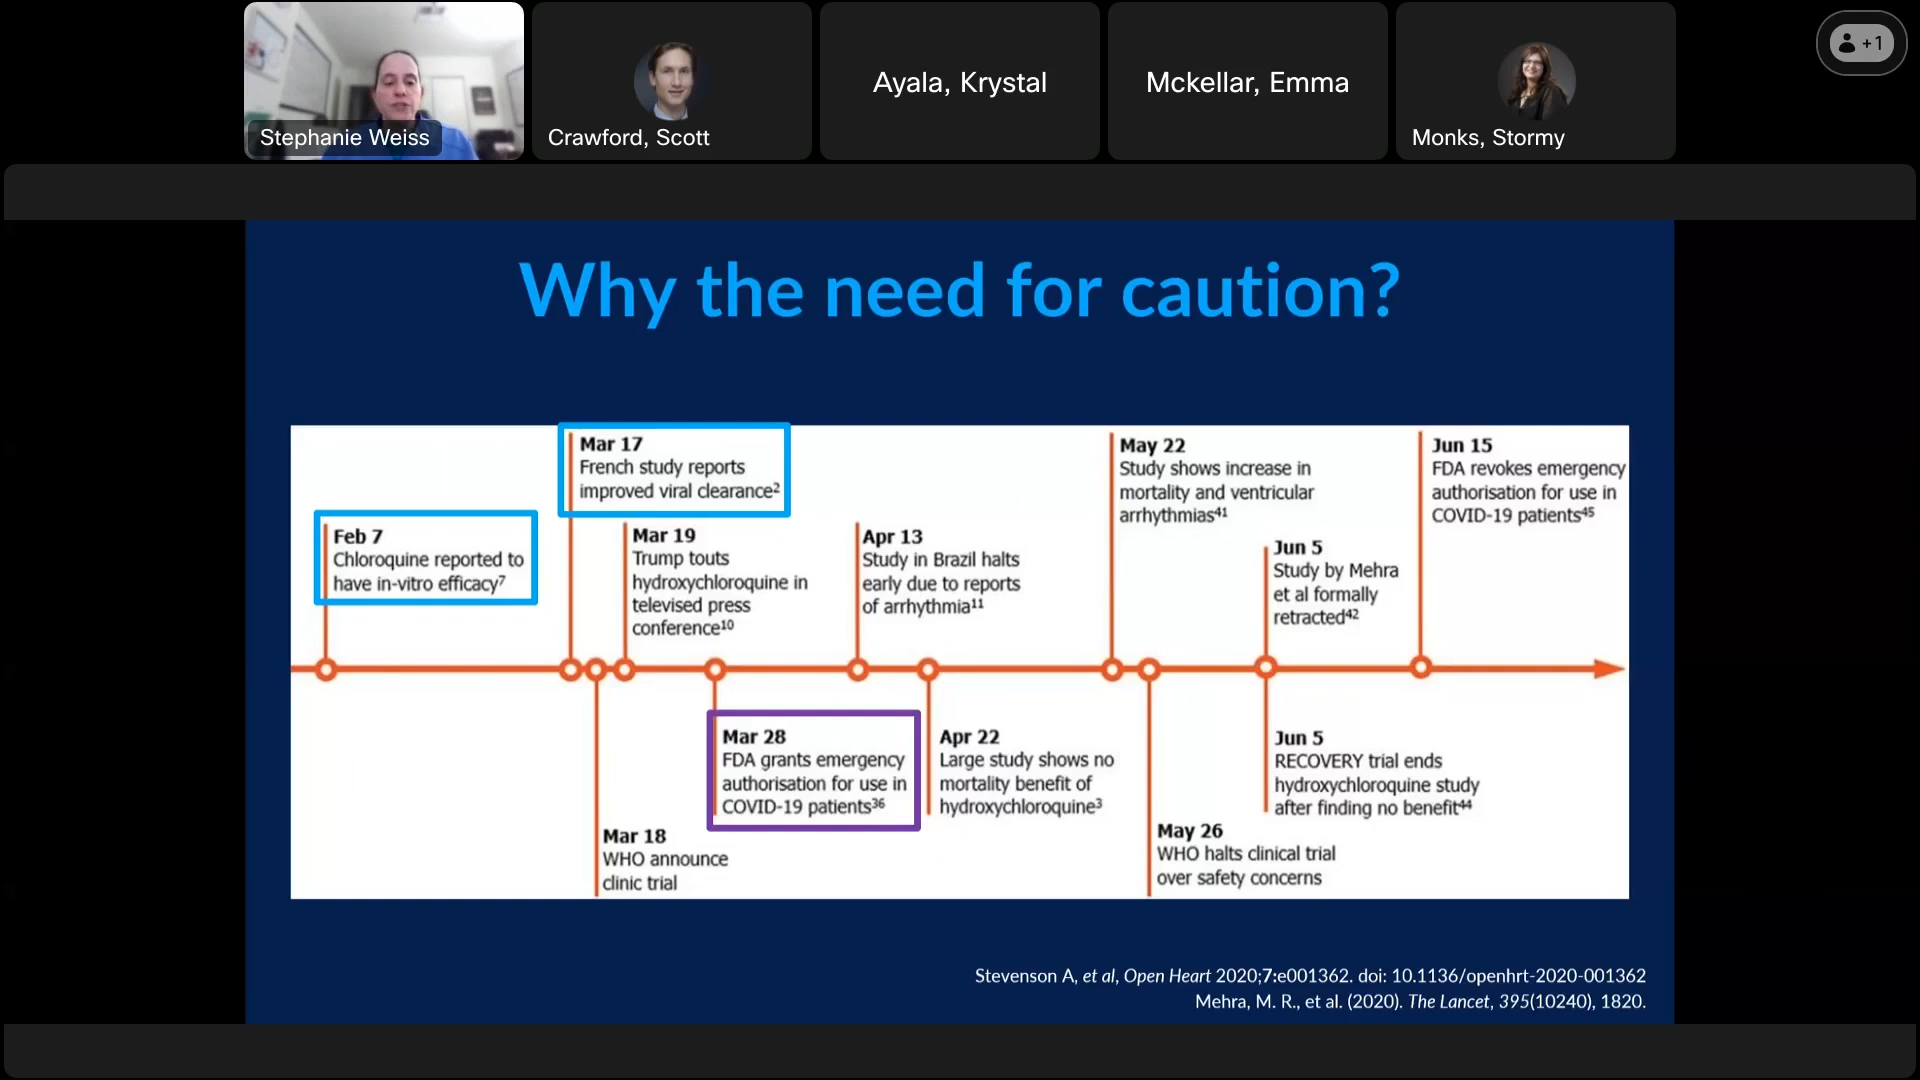 Stephanie Weiss
Crawford, Scott
Ayala, Krystal
Mckellar, Emma
Monks, Stormy
+1
Why the need for caution?
Feb 7
Chloroquine reported to
have in-vitro efficacy⁷
Mar 17
French study reports
improved viral clearance²
Mar 18
WHO announce
clinic trial
Mar 19
Trump touts
hydroxychloroquine in
televised press
conference¹⁰
Mar 28
FDA grants emergency
authorisation for use in
COVID-19 patients³⁶
Apr 13
Study in Brazil halts
early due to reports
of arrhythmia¹¹
Apr 22
Large study shows no
mortality benefit of
hydroxychloroquine³
May 22
Study shows increase in
mortality and ventricular
arrhythmias⁴¹
May 26
WHO halts clinical trial
over safety concerns
Jun 5
Study by Mehra
et al formally
retracted⁴²
Jun 5
RECOVERY trial ends
hydroxychloroquine study
after finding no benefit⁴⁴
Jun 15
FDA revokes emergency
authorisation for use in
COVID-19 patients⁴⁵
Stevenson A, et al, Open Heart 2020;7:e001362. doi: 10.1136/openhrt-2020-001362
Mehra, M. R., et al. (2020). The Lancet, 395(10240), 1820.